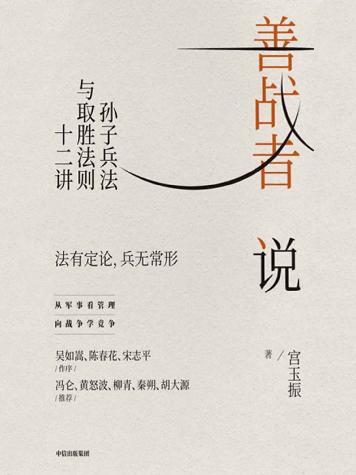 善战者说
孙子兵法
与取胜法则
十二讲
法有定论，兵无常形
从军事看管理
向战争学竞争
吴如嵩、陈春花、宋志平
/作序/
冯仑、黄怒波、柳青、秦朔、胡大源
/推荐/
宫玉振/著
中信出版集团